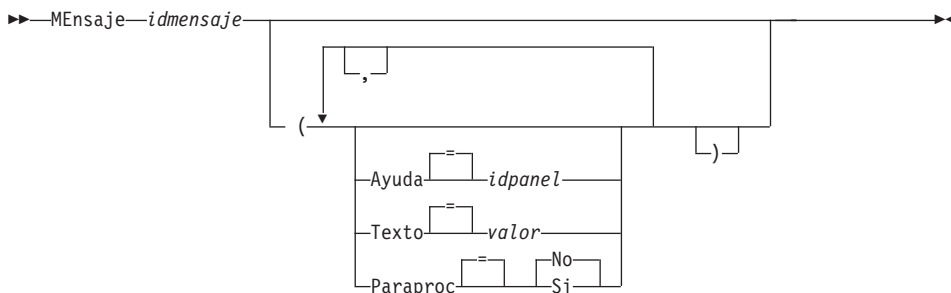 MEnsaje idmensaje
,
( )
Ayuda = idpanel
Texto = valor
Paraproc = No
Si